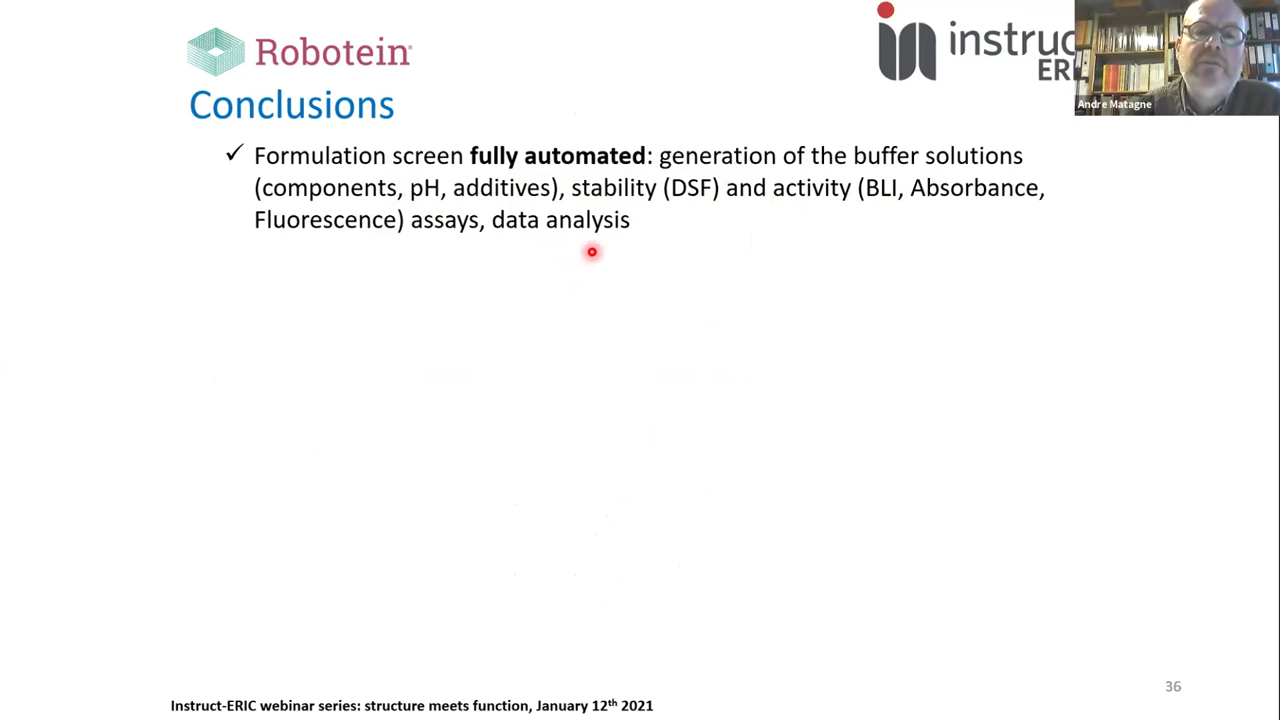 Robotein®
instruc
ERI
Andre Matagne
Conclusions
✓ Formulation screen fully automated: generation of the buffer solutions
(components, pH, additives), stability (DSF) and activity (BLI, Absorbance,
Fluorescence) assays, data analysis
36
Instruct-ERIC webinar series: structure meets function, January 12th 2021